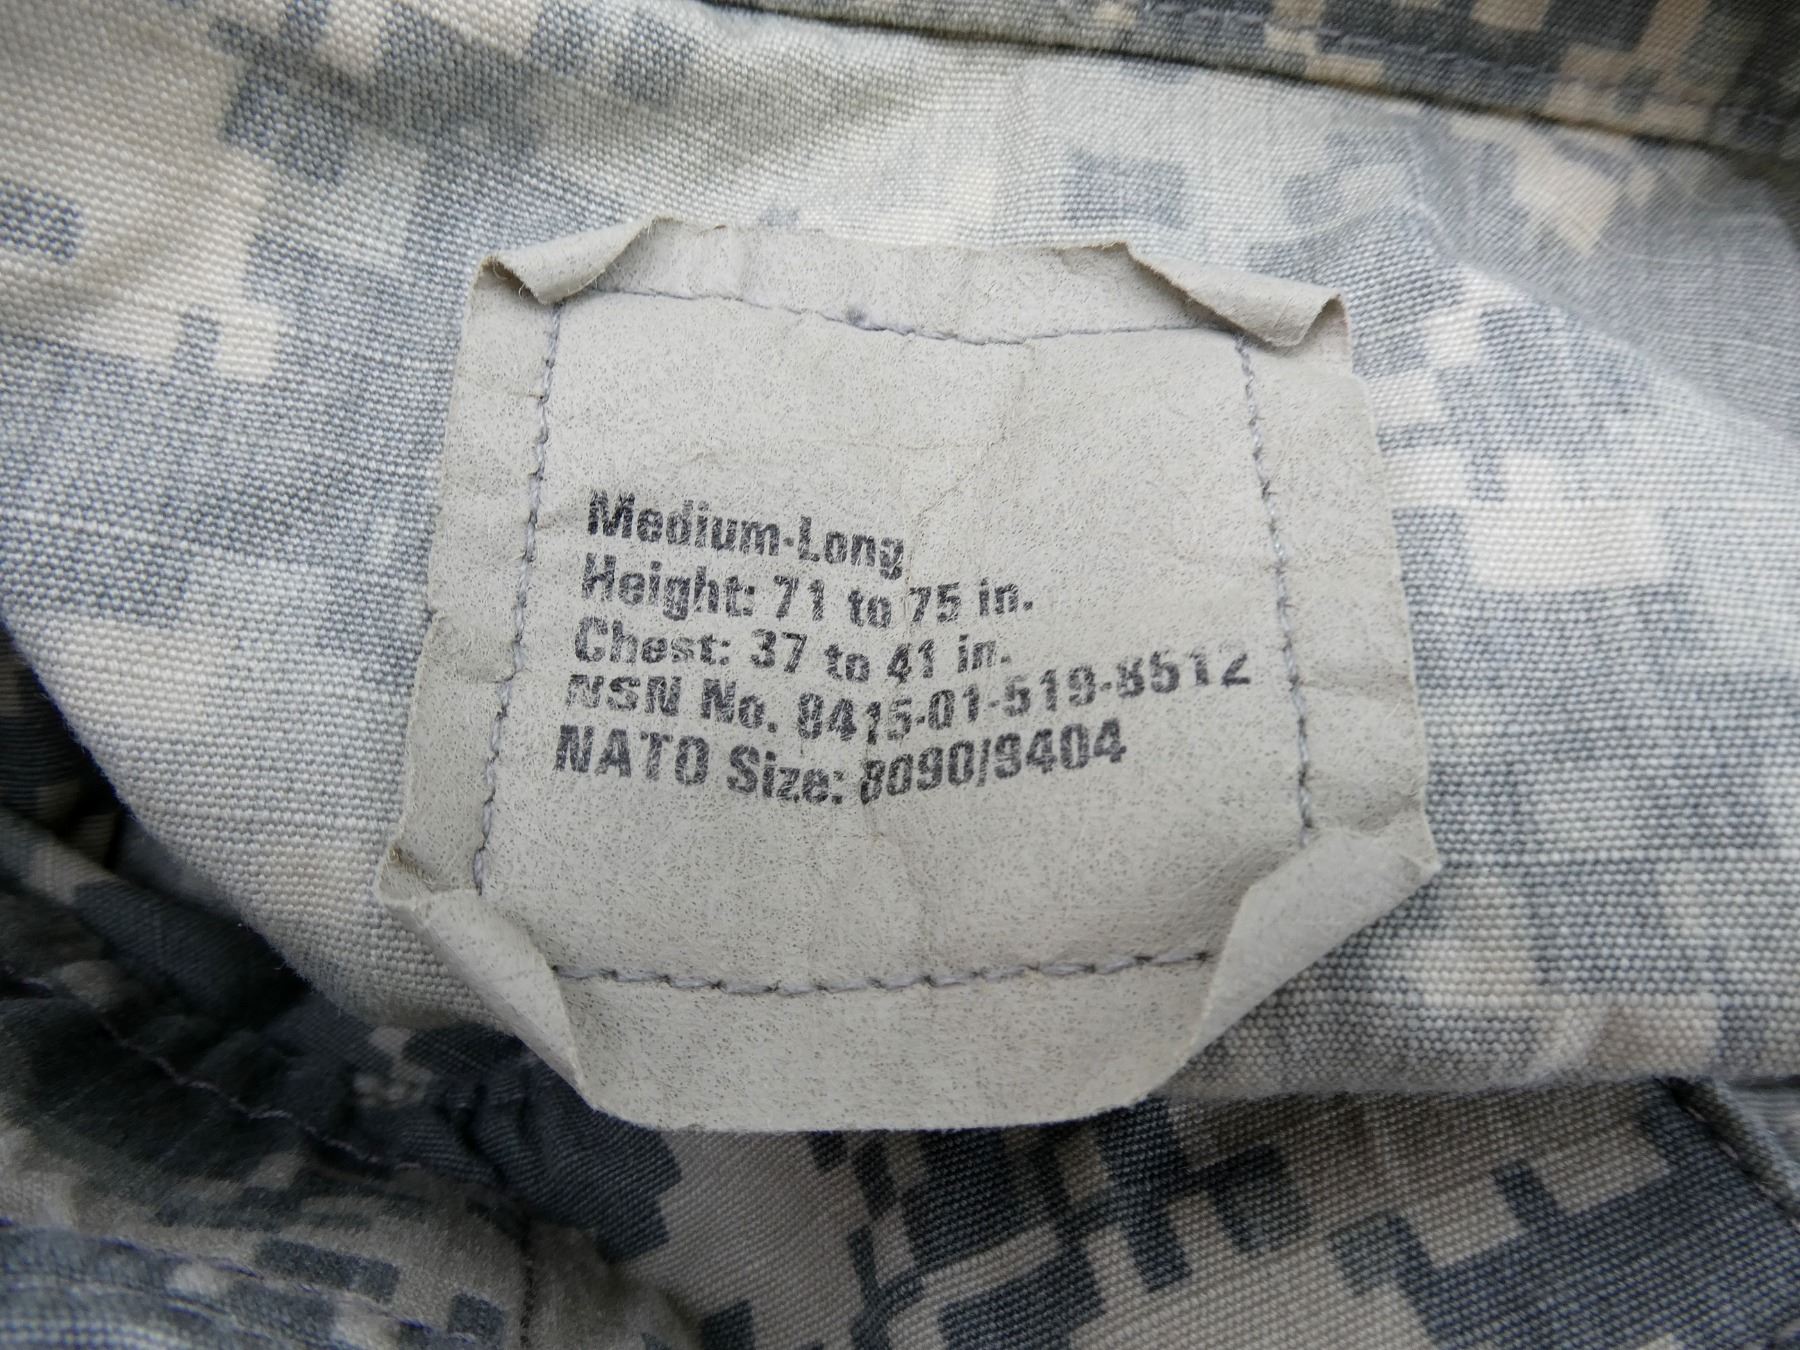 Medium-Long
Height: 71 to 75 in.
Chest: 37 to 41 in.
NSN No. 8415-01-519-8512
NATO Size: 8090/9404